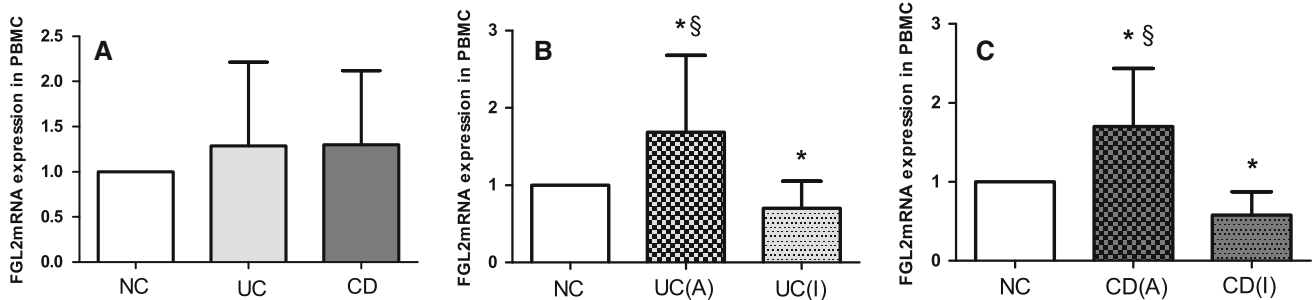 FGL2mRNA expression in PBMC
A
2.5
2.0
1.5
1.0
0.5
0.0
NC UC CD
FGL2mRNA expression in PBMC
B
3
2
1
0
* §
*
NC UC(A) UC(I)
FGL2mRNA expression in PBMC
C
3
2
1
0
* §
*
NC CD(A) CD(I)